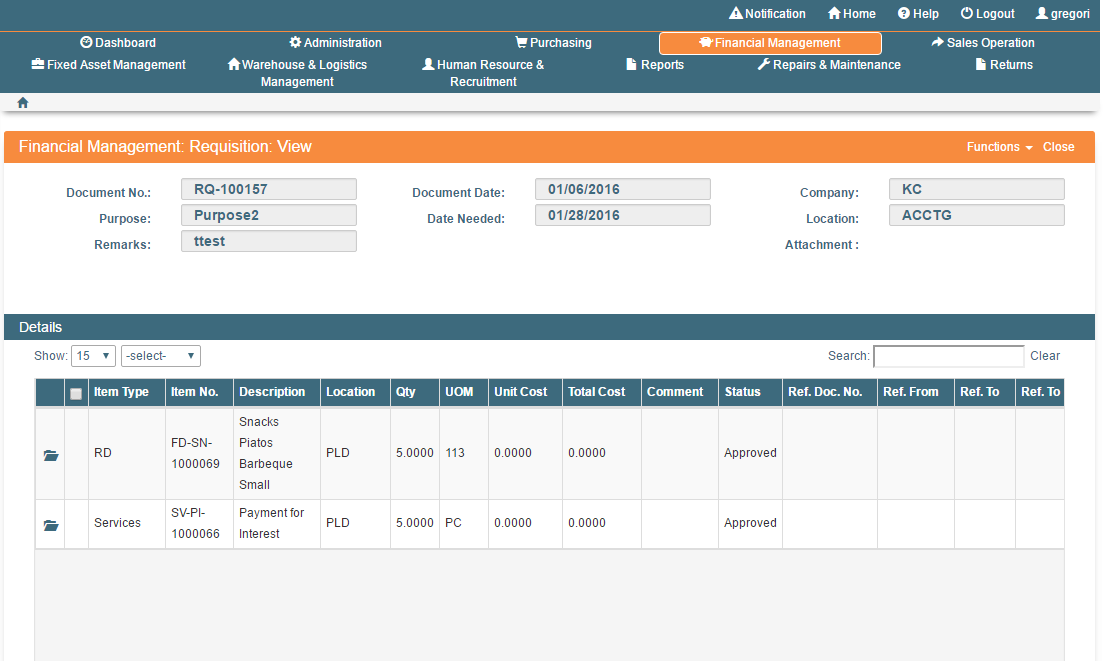 Notification Home Help Logout gregori
Dashboard Administration Purchasing Financial Management Sales Operation
Fixed Asset Management Warehouse & Logistics Human Resource & Reports Repairs & Maintenance Returns
Management Recruitment
Financial Management: Requisition: View Functions Close
Document No.: RQ-100157 Document Date: 01/06/2016 Company: KC
Purpose: Purpose2 Date Needed: 01/28/2016 Location: ACCTG
Remarks: ttest Attachment :
Details
Show: 15 -select- Search: Clear
Item Type Item No. Description Location Qty UOM Unit Cost Total Cost Comment Status Ref. Doc. No. Ref. From Ref. To Ref. To
Snacks
FD-SN- Piatos
RD PLD 5.0000 113 0.0000 0.0000 Approved
1000069 Barbeque
Small
SV-PI- Payment for
Services PLD 5.0000 PC 0.0000 0.0000 Approved
1000066 Interest